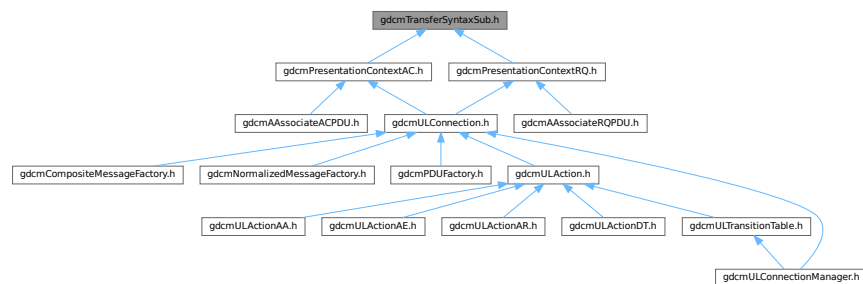 gdcmTransferSyntaxSub.h
gdcmPresentationContextAC.h
gdcmPresentationContextRQ.h
gdcmAAssociateACPDU.h
gdcmULConnection.h
gdcmAAssociateRQPDU.h
gdcmCompositeMessageFactory.h
gdcmNormalizedMessageFactory.h
gdcmPDUFactory.h
gdcmULAction.h
gdcmULActionAA.h
gdcmULActionAE.h
gdcmULActionAR.h
gdcmULActionDT.h
gdcmULTransitionTable.h
gdcmULConnectionManager.h